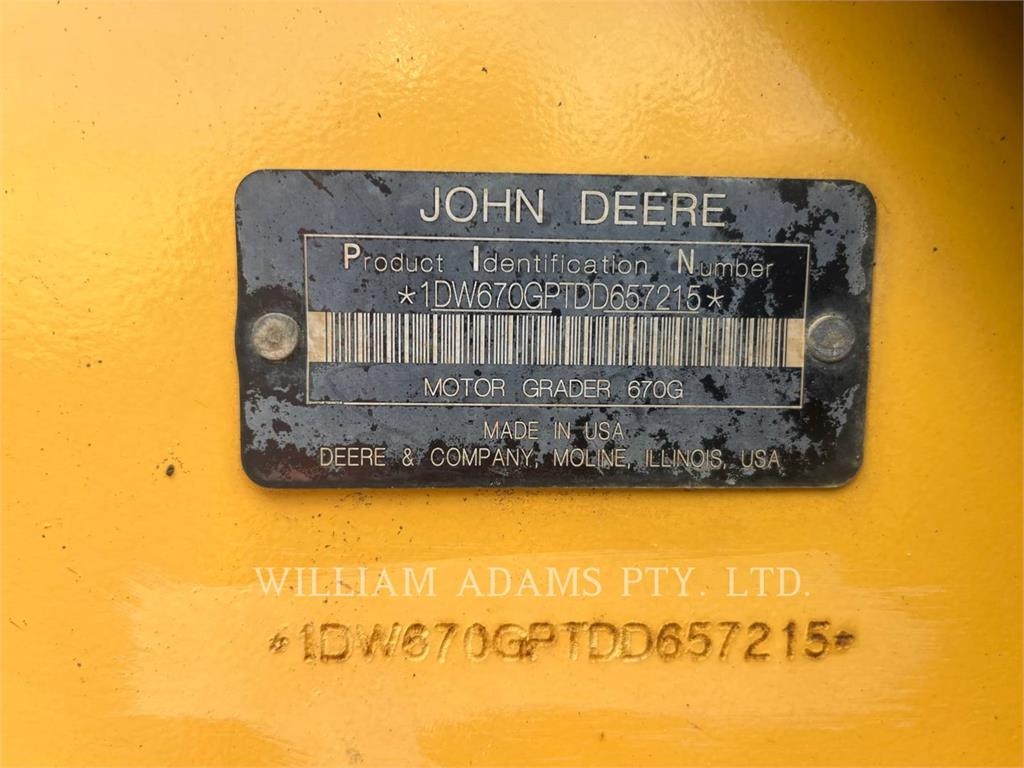 JOHN DEERE
Product Identification Number
*1DW670GPTDD657215*
MOTOR GRADER 670G
MADE IN USA
DEERE & COMPANY, MOLINE, ILLINOIS, USA
WILLIAM ADAMS PTY. LTD.
*1DW670GPTDD657215*